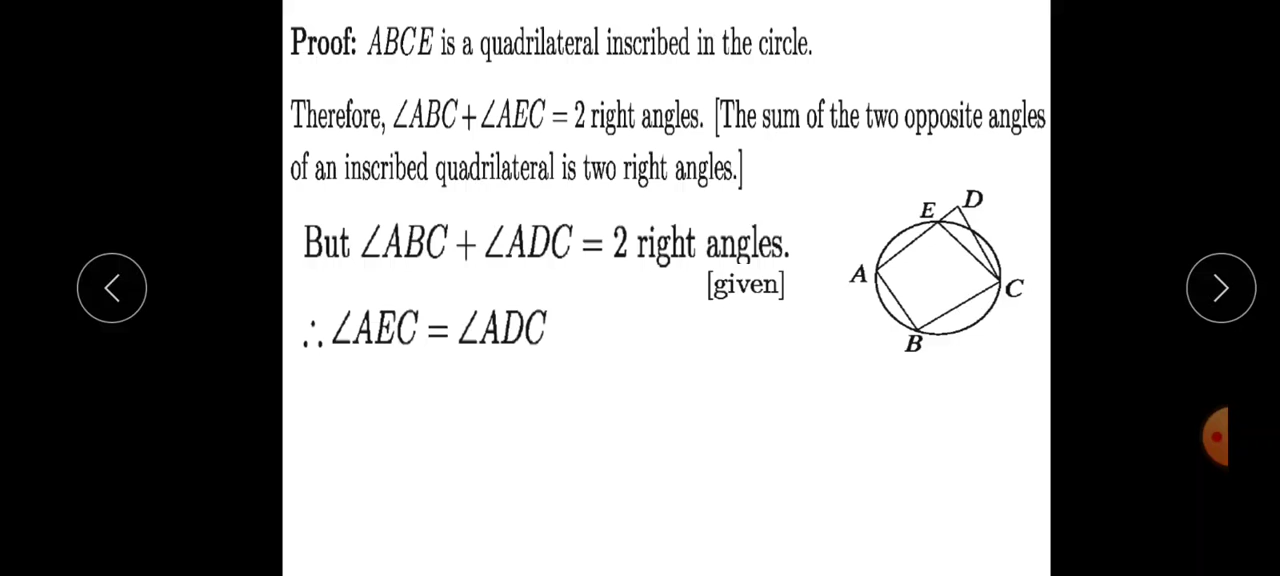 Proof: ABCE is a quadrilateral inscribed in the circle.
Therefore, ∠ABC+∠AEC = 2 right angles. [The sum of the two opposite angles
of an inscribed quadrilateral is two right angles.]
But ∠ABC + ∠ADC = 2 right angles.
[given]
∴ ∠AEC = ∠ADC
E D
A
C
B